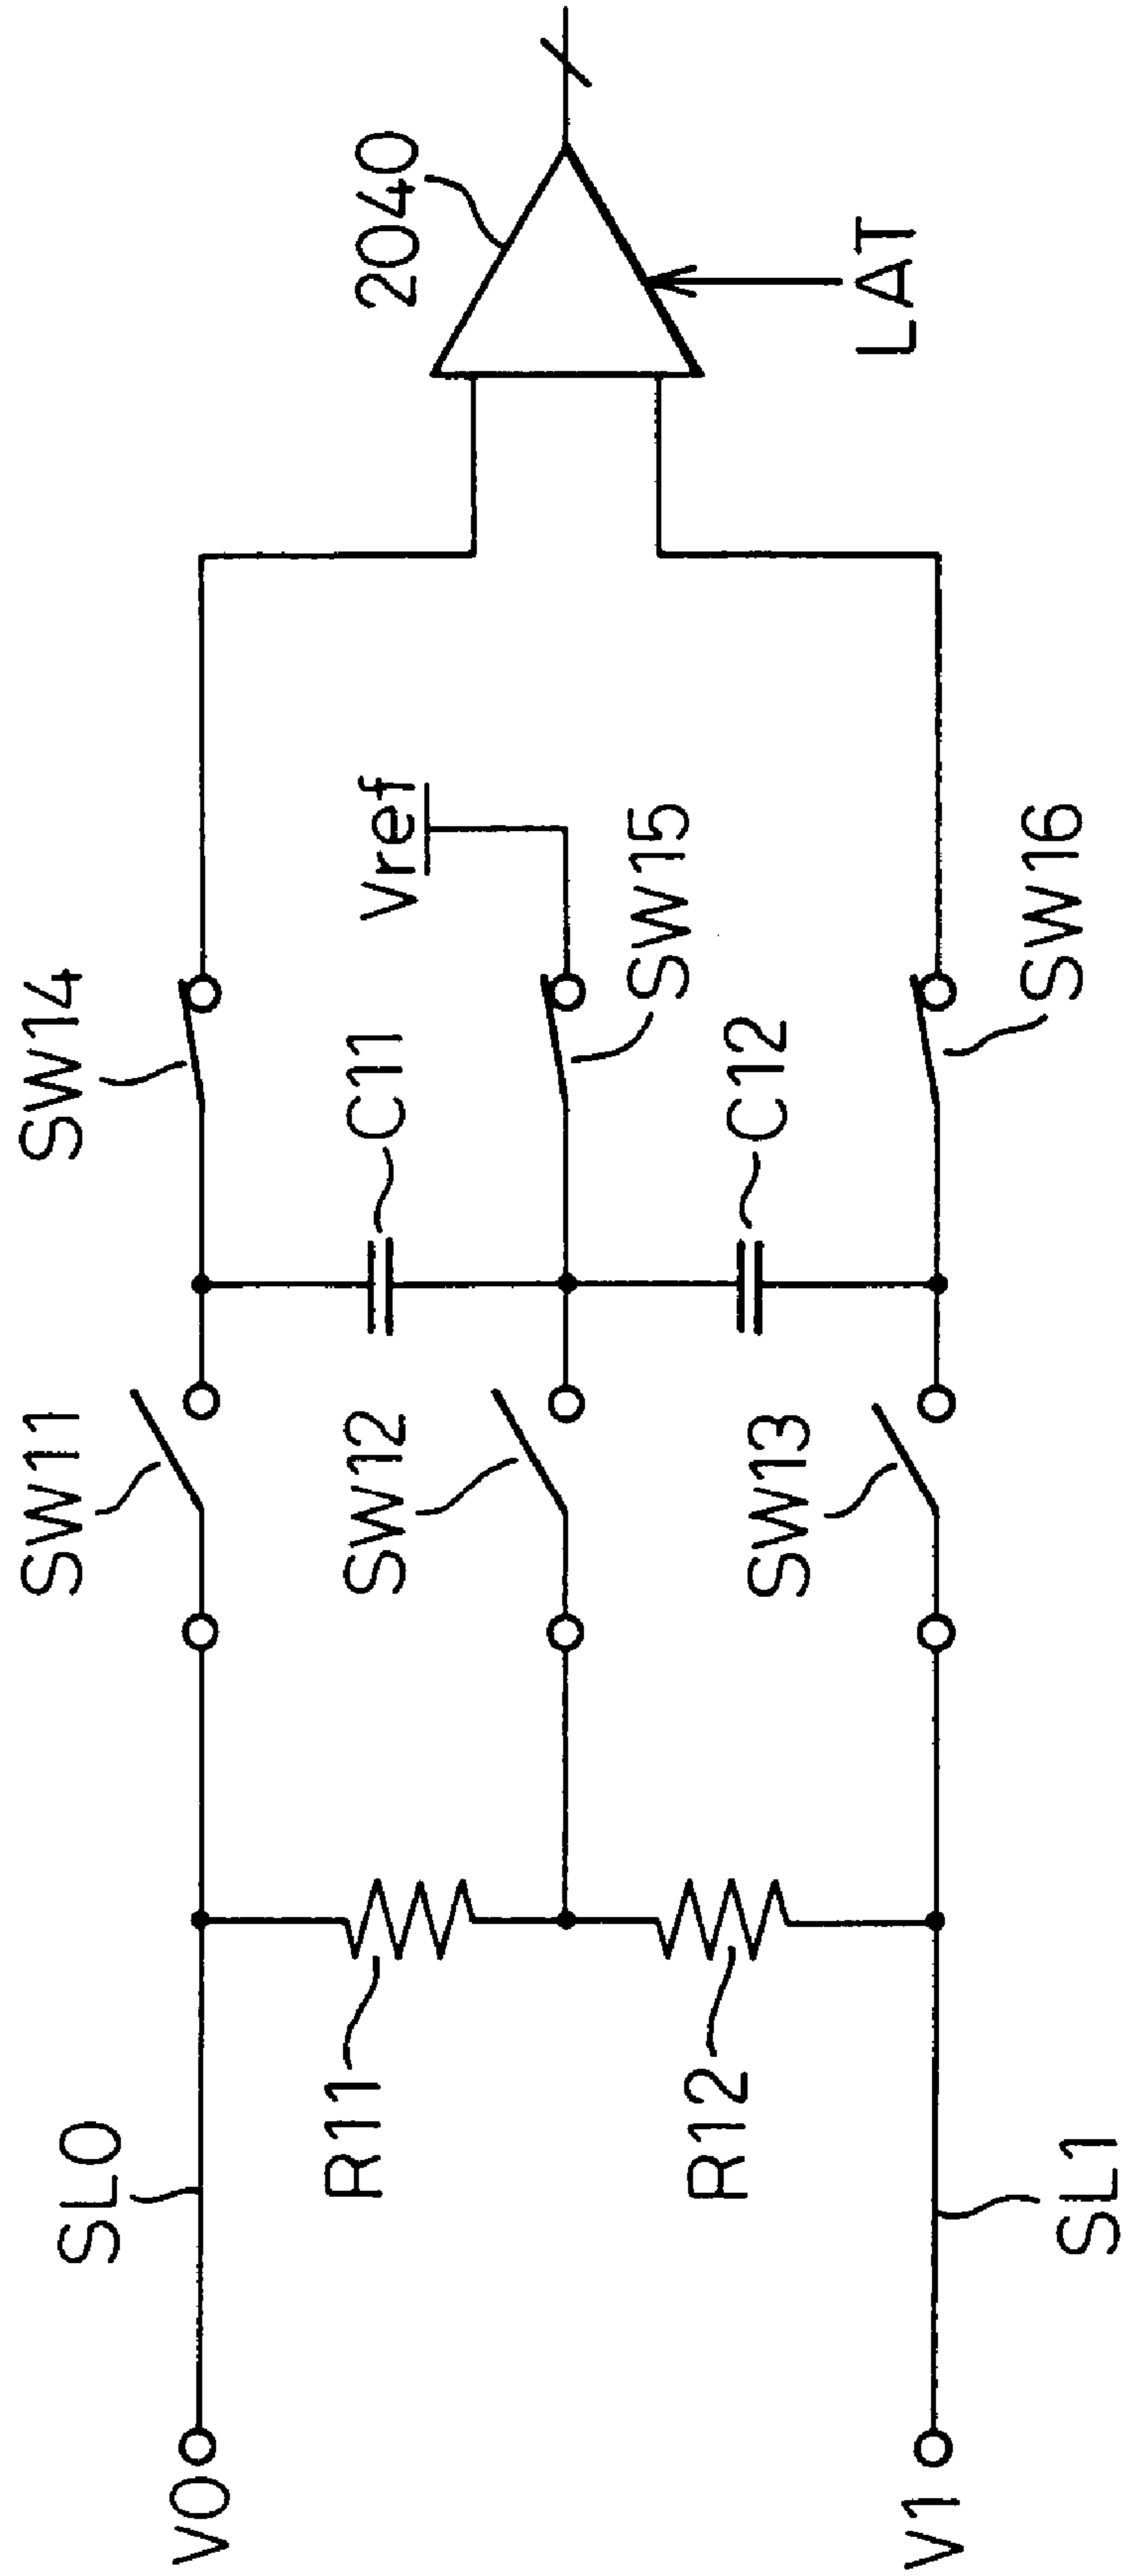 V0
SL0
R11
SW11
SW14
C11
SW12
Vref
2040
V1
SL1
R12
SW13
C12
SW15
SW16
LAT